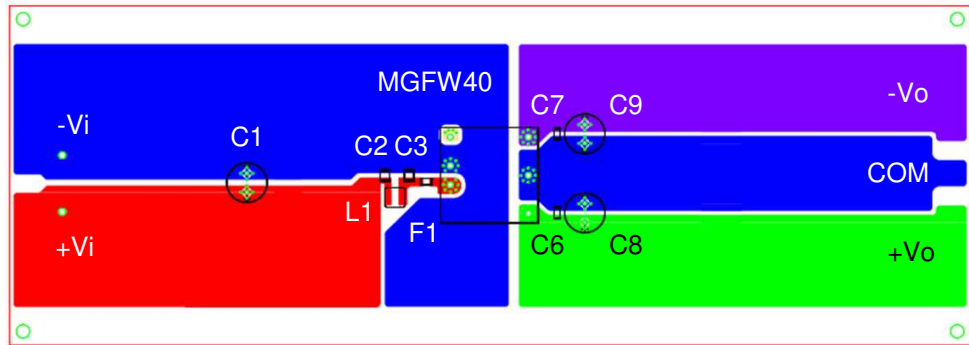 MGFW40
-Vi
C1
C2 C3
C7 C9
-Vo
COM
L1
F1
+Vi
C6 C8
+Vo